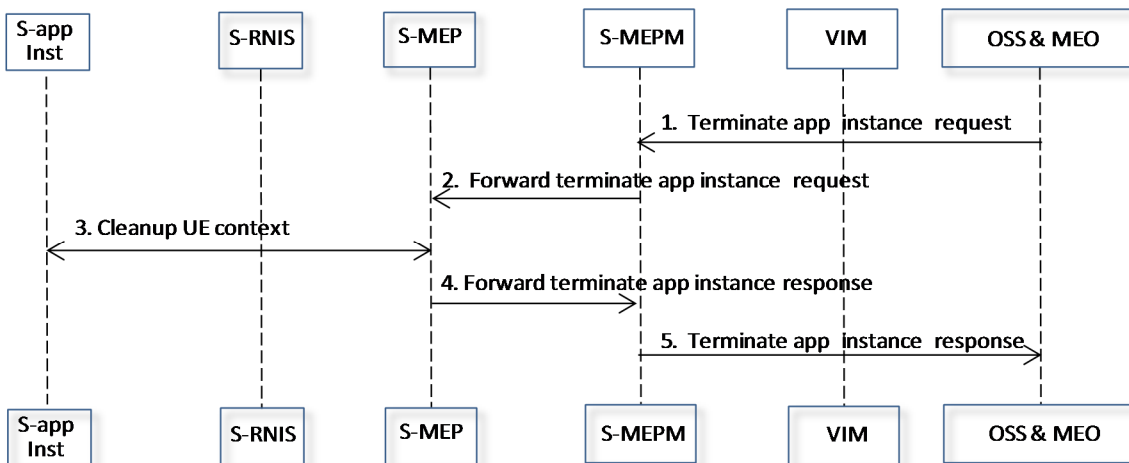 S-app
Inst
S-RNIS
S-MEP
S-MEPM
VIM
OSS & MEO
1. Terminate app instance request
2. Forward terminate app instance request
3. Cleanup UE context
4. Forward terminate app instance response
5. Terminate app instance response
S-app
Inst
S-RNIS
S-MEP
S-MEPM
VIM
OSS & MEO